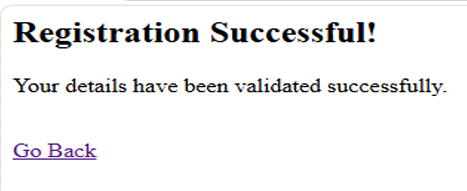 Registration Successful!
Your details have been validated successfully.
Go Back